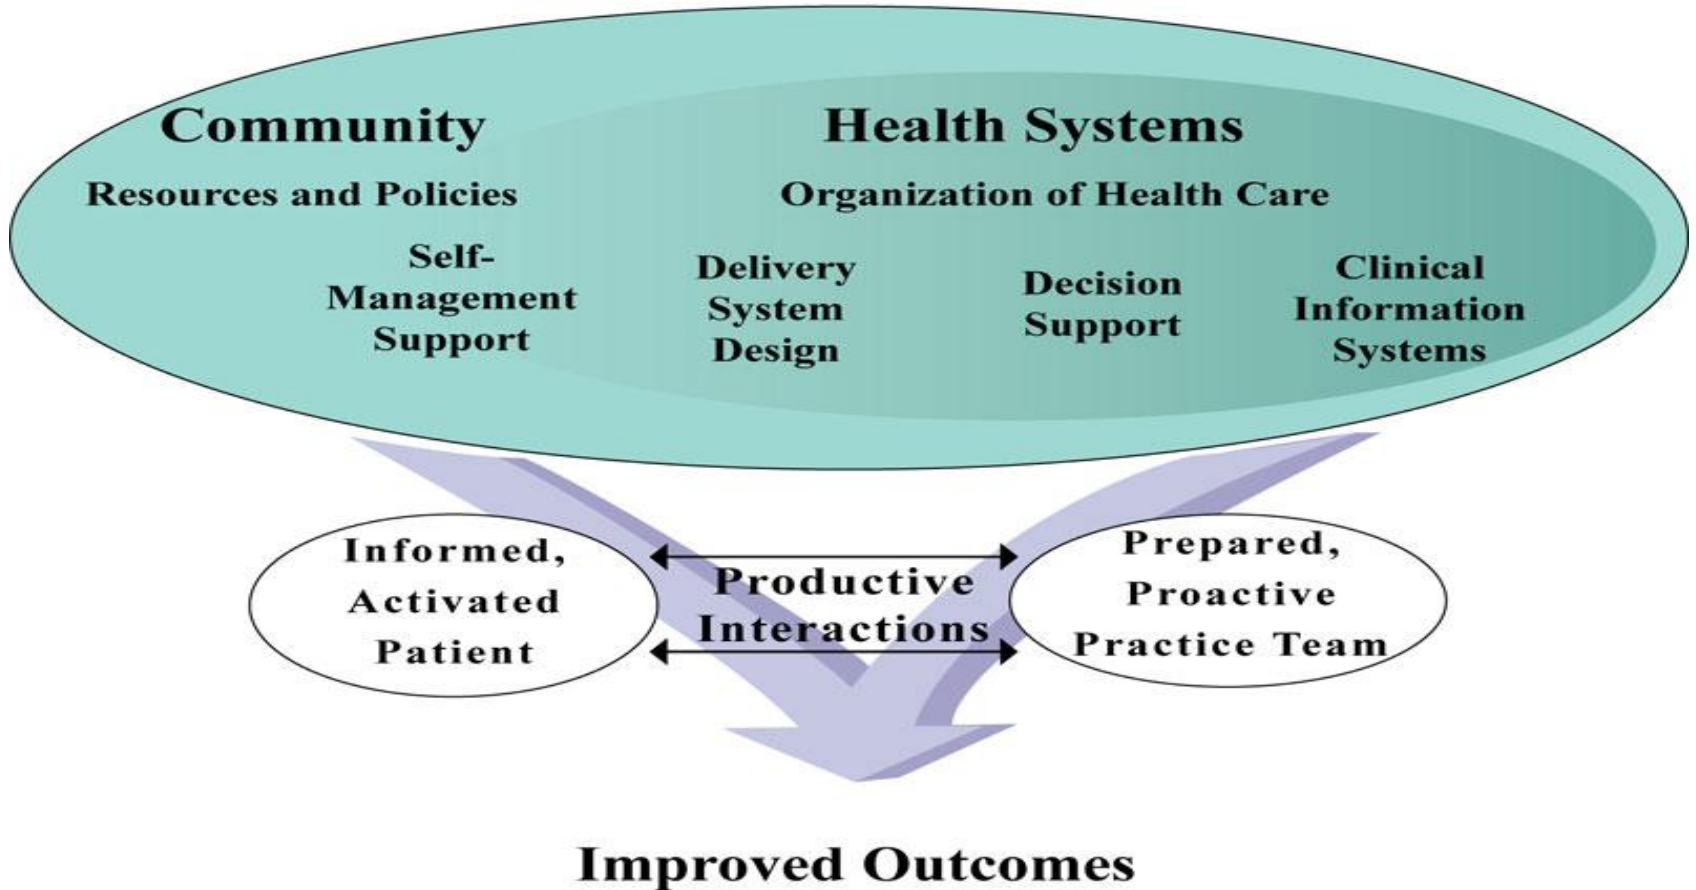 Community
Resources and Policies
Health Systems
Organization of Health Care
Self-
Management
Support
Delivery
System
Design
Decision
Support
Clinical
Information
Systems
Informed,
Activated
Patient
Productive
Interactions
Prepared,
Proactive
Practice Team
Improved Outcomes